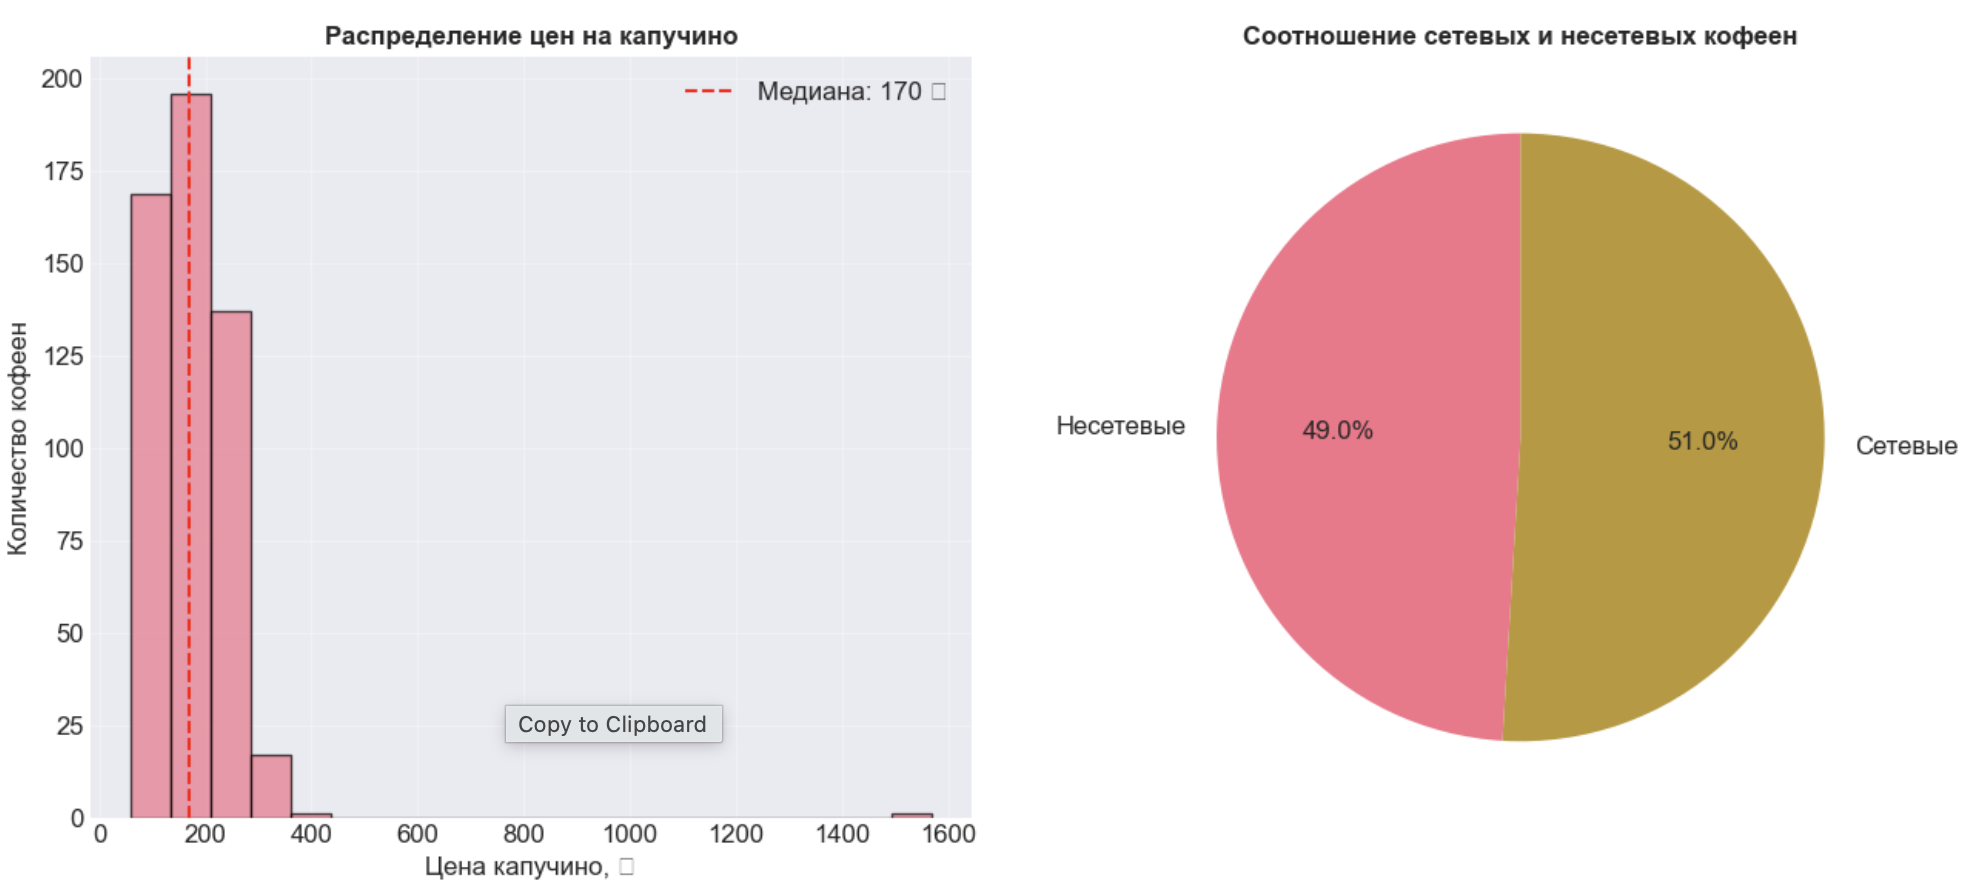 Распределение цен на капучино
200
175
150
125
100
75
50
25
0
Количество кофеен
Медиана: 170 □
Copy to Clipboard
0 200 400 600 800 1000 1200 1400 1600
Цена капучино, □
Соотношение сетевых и несетевых кофеен
Несетевые
49.0%
51.0%
Сетевые